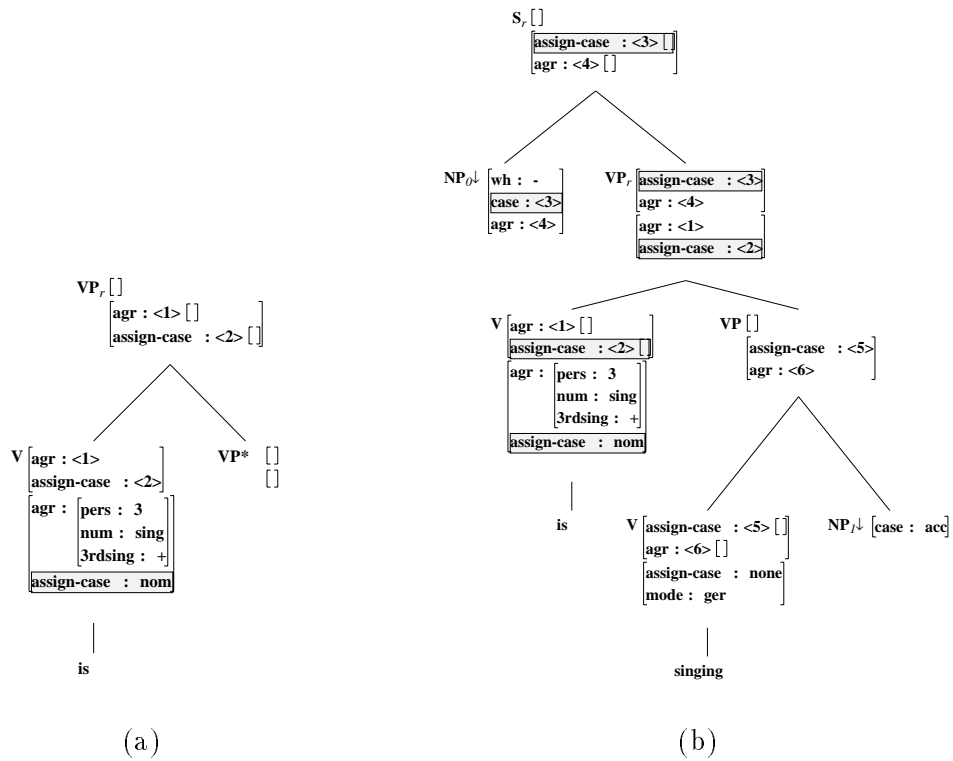 S_r []
assign-case : <3> []
agr : <4> []
NP_0↓ wh : -
case : <3>
agr : <4>
VP_r assign-case : <3>
agr : <4>
agr : <1>
assign-case : <2>
VP_r []
agr : <1> []
assign-case : <2> []
V agr : <1> []
assign-case : <2> []
agr : pers : 3
num : sing
3rdsing : +
assign-case : nom
is
VP []
assign-case : <5>
agr : <6>
V agr : <1>
assign-case : <2>
agr : pers : 3
num : sing
3rdsing : +
assign-case : nom
is
VP* []
[]
V assign-case : <5> []
agr : <6> []
assign-case : none
mode : ger
singing
NP_1↓ [case : acc]
(a)
(b)